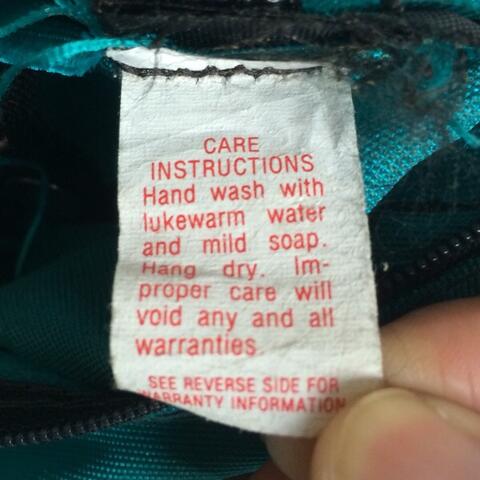 CARE
INSTRUCTIONS
Hand wash with
lukewarm water
and mild soap.
Hang dry. Im-
proper care will
void any and all
warranties.
SEE REVERSE SIDE FOR
WARRANTY INFORMATION